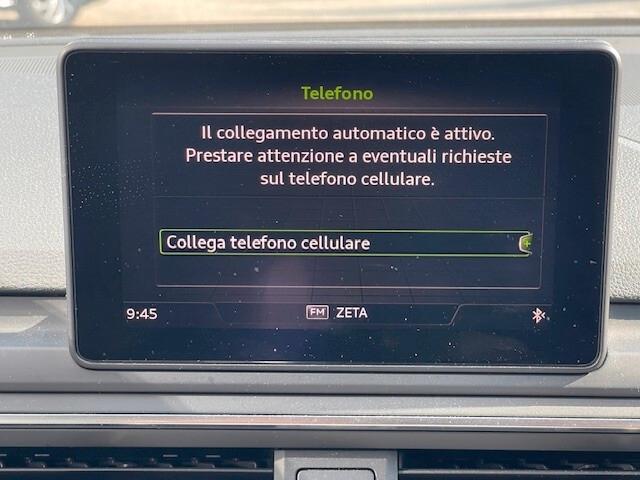 Telefono
Il collegamento automatico è attivo.
Prestare attenzione a eventuali richieste
sul telefono cellulare.
Collega telefono cellulare
9:45 FM ZETA